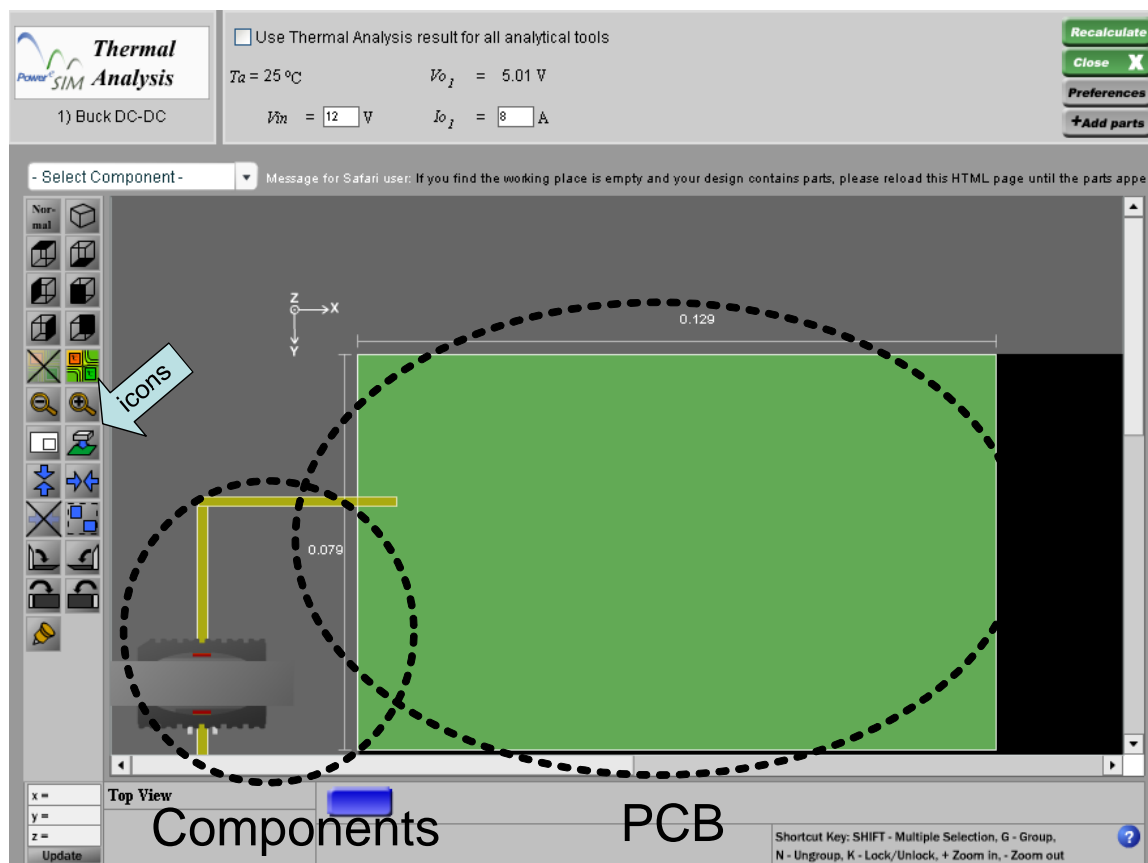 Thermal
Power e SIM Analysis
1) Buck DC-DC
Use Thermal Analysis result for all analytical tools
Ta = 25 ºC Vo1 = 5.01 V
Vin = 12 V Io1 = 8 A
Recalculate
Close X
Preferences
+Add parts
- Select Component -
Message for Safari user: If you find the working place is empty and your design contains parts, please reload this HTML page until the parts appe
Nor-
mal
Z
X
Y
0.129
icons
0.079
x =
y =
z =
Update
Top View
Components
PCB
Shortcut Key: SHIFT - Multiple Selection, G - Group,
N - Ungroup, K - Lock/Unlock, + Zoom in, - Zoom out
?